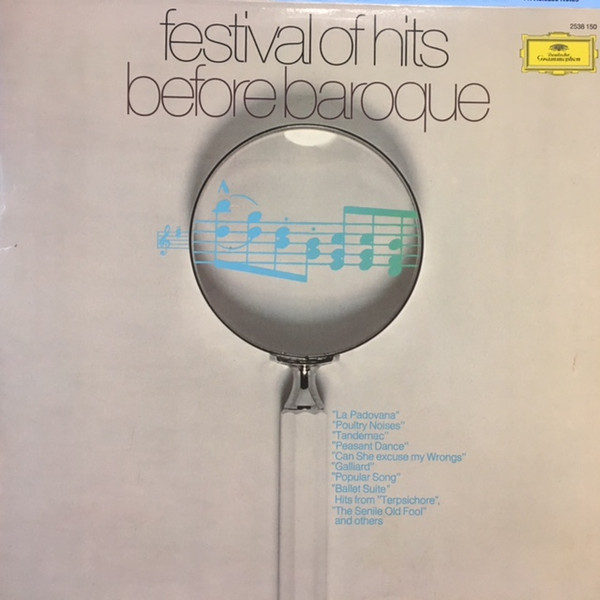 festival of hits
before baroque
2538 150
Deutsche
Grammophon
"La Padovana"
"Poultry Noises"
"Tandernac"
"Peasant Dance"
"Can She excuse my Wrongs"
"Galliard"
"Popular Song"
"Ballet Suite"
Hits from "Terpsichore",
"The Senile Old Fool"
and others